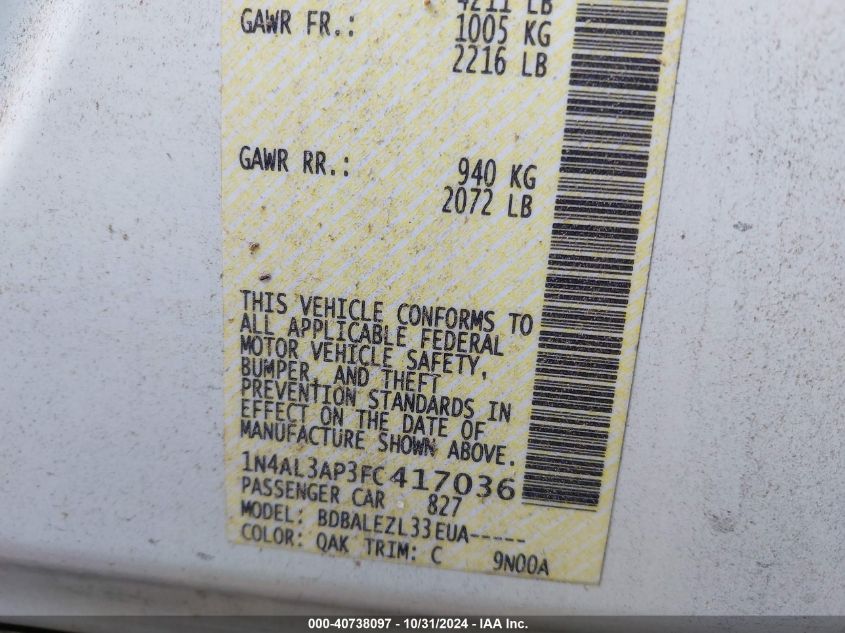 4211 LB
GAWR FR.: 1005 KG
2216 LB
GAWR RR.: 940 KG
2072 LB
THIS VEHICLE CONFORMS TO
ALL APPLICABLE FEDERAL
MOTOR VEHICLE SAFETY,
BUMPER, AND THEFT
PREVENTION STANDARDS IN
EFFECT ON THE DATE OF
MANUFACTURE SHOWN ABOVE.
1N4AL3AP3FC417036
PASSENGER CAR 827
MODEL: BDBALEZL33EUA-----
COLOR: QAK TRIM: C 9N00A
000-40738097 - 10/31/2024 - IAA Inc.